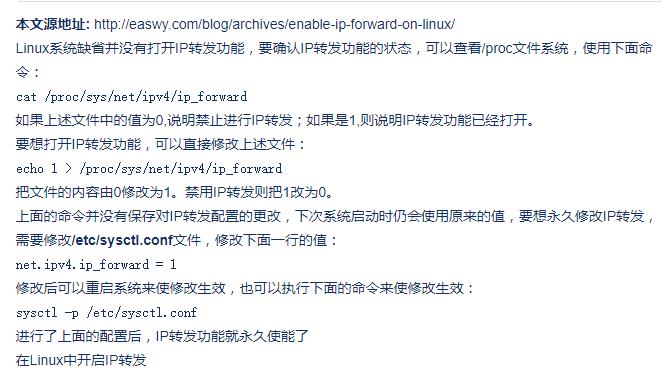 本文源地址: http://easwy.com/blog/archives/enable-ip-forward-on-linux/
Linux系统缺省并没有打开IP转发功能，要确认IP转发功能的状态，可以查看/proc文件系统，使用下面命
令：
cat /proc/sys/net/ipv4/ip_forward
如果上述文件中的值为0,说明禁止进行IP转发；如果是1,则说明IP转发功能已经打开。
要想打开IP转发功能，可以直接修改上述文件：
echo 1 > /proc/sys/net/ipv4/ip_forward
把文件的内容由0修改为1。禁用IP转发则把1改为0。
上面的命令并没有保存对IP转发配置的更改，下次系统启动时仍会使用原来的值，要想永久修改IP转发，
需要修改/etc/sysctl.conf文件，修改下面一行的值：
net.ipv4.ip_forward = 1
修改后可以重启系统来使修改生效，也可以执行下面的命令来使修改生效：
sysctl -p /etc/sysctl.conf
进行了上面的配置后，IP转发功能就永久使能了
在Linux中开启IP转发